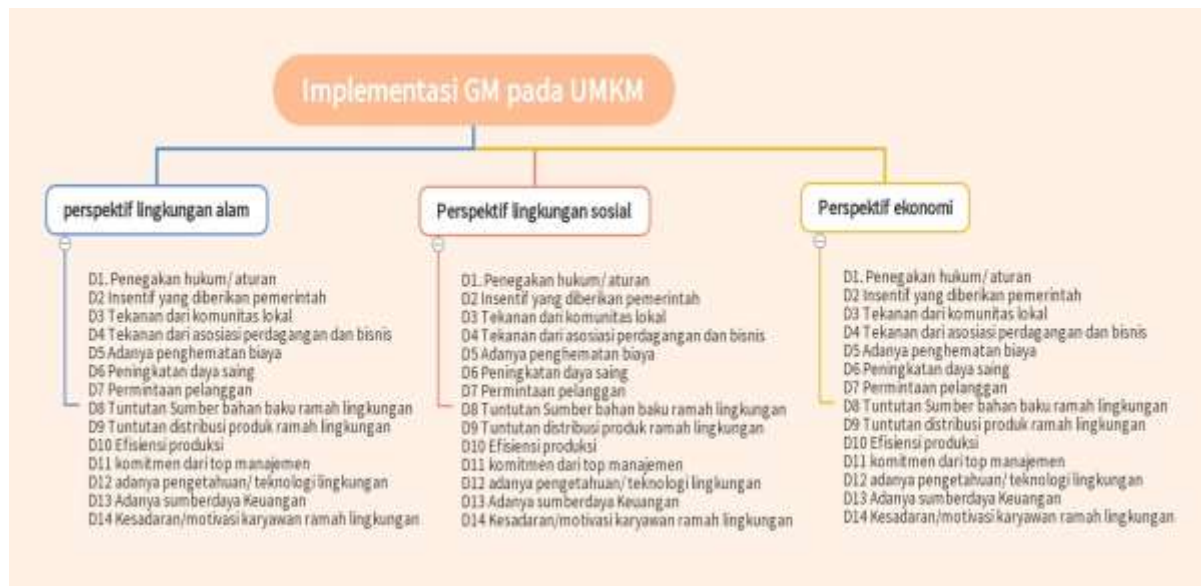 Implementasi GM pada UMKM
perspektif lingkungan alam
D1. Penegakan hukum/ aturan
D2 Insentif yang diberikan pemerintah
D3 Tekanan dari komunitas lokal
D4 Tekanan dari asosiasi perdagangan dan bisnis
D5 Adanya penghematan biaya
D6 Peningkatan daya saing
D7 Permintaan pelanggan
D8 Tuntutan Sumber bahan baku ramah lingkungan
D9 Tuntutan distribusi produk ramah lingkungan
D10 Efisiensi produksi
D11 komitmen dari top manajemen
D12 adanya pengetahuan/ teknologi lingkungan
D13 Adanya sumberdaya Keuangan
D14 Kesadaran/motivasi karyawan ramah lingkungan
Perspektif lingkungan sosial
D1. Penegakan hukum/ aturan
D2 Insentif yang diberikan pemerintah
D3 Tekanan dari komunitas lokal
D4 Tekanan dari asosiasi perdagangan dan bisnis
D5 Adanya penghematan biaya
D6 Peningkatan daya saing
D7 Permintaan pelanggan
D8 Tuntutan Sumber bahan baku ramah lingkungan
D9 Tuntutan distribusi produk ramah lingkungan
D10 Efisiensi produksi
D11 komitmen dari top manajemen
D12 adanya pengetahuan/ teknologi lingkungan
D13 Adanya sumberdaya Keuangan
D14 Kesadaran/motivasi karyawan ramah lingkungan
Perspektif ekonomi
D1. Penegakan hukum/ aturan
D2 Insentif yang diberikan pemerintah
D3 Tekanan dari komunitas lokal
D4 Tekanan dari asosiasi perdagangan dan bisnis
D5 Adanya penghematan biaya
D6 Peningkatan daya saing
D7 Permintaan pelanggan
D8 Tuntutan Sumber bahan baku ramah lingkungan
D9 Tuntutan distribusi produk ramah lingkungan
D10 Efisiensi produksi
D11 komitmen dari top manajemen
D12 adanya pengetahuan/ teknologi lingkungan
D13 Adanya sumberdaya Keuangan
D14 Kesadaran/motivasi karyawan ramah lingkungan